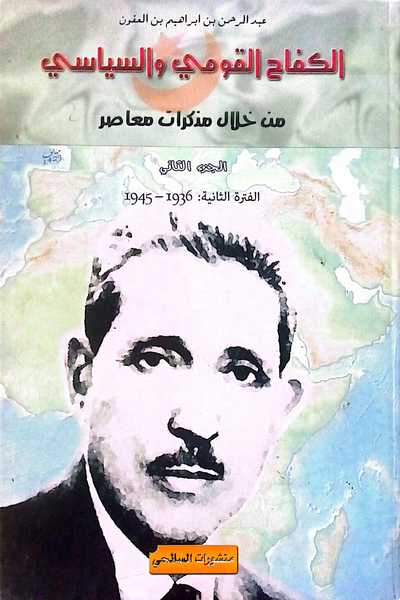 عبد الرحمن بن ابراهيم بن العقون
الكفاح القومي والسياسي
من خلال مذكرات معاصر
الجزء الثاني
الفترة الثانية: 1936 – 1945
منشورات السائحي